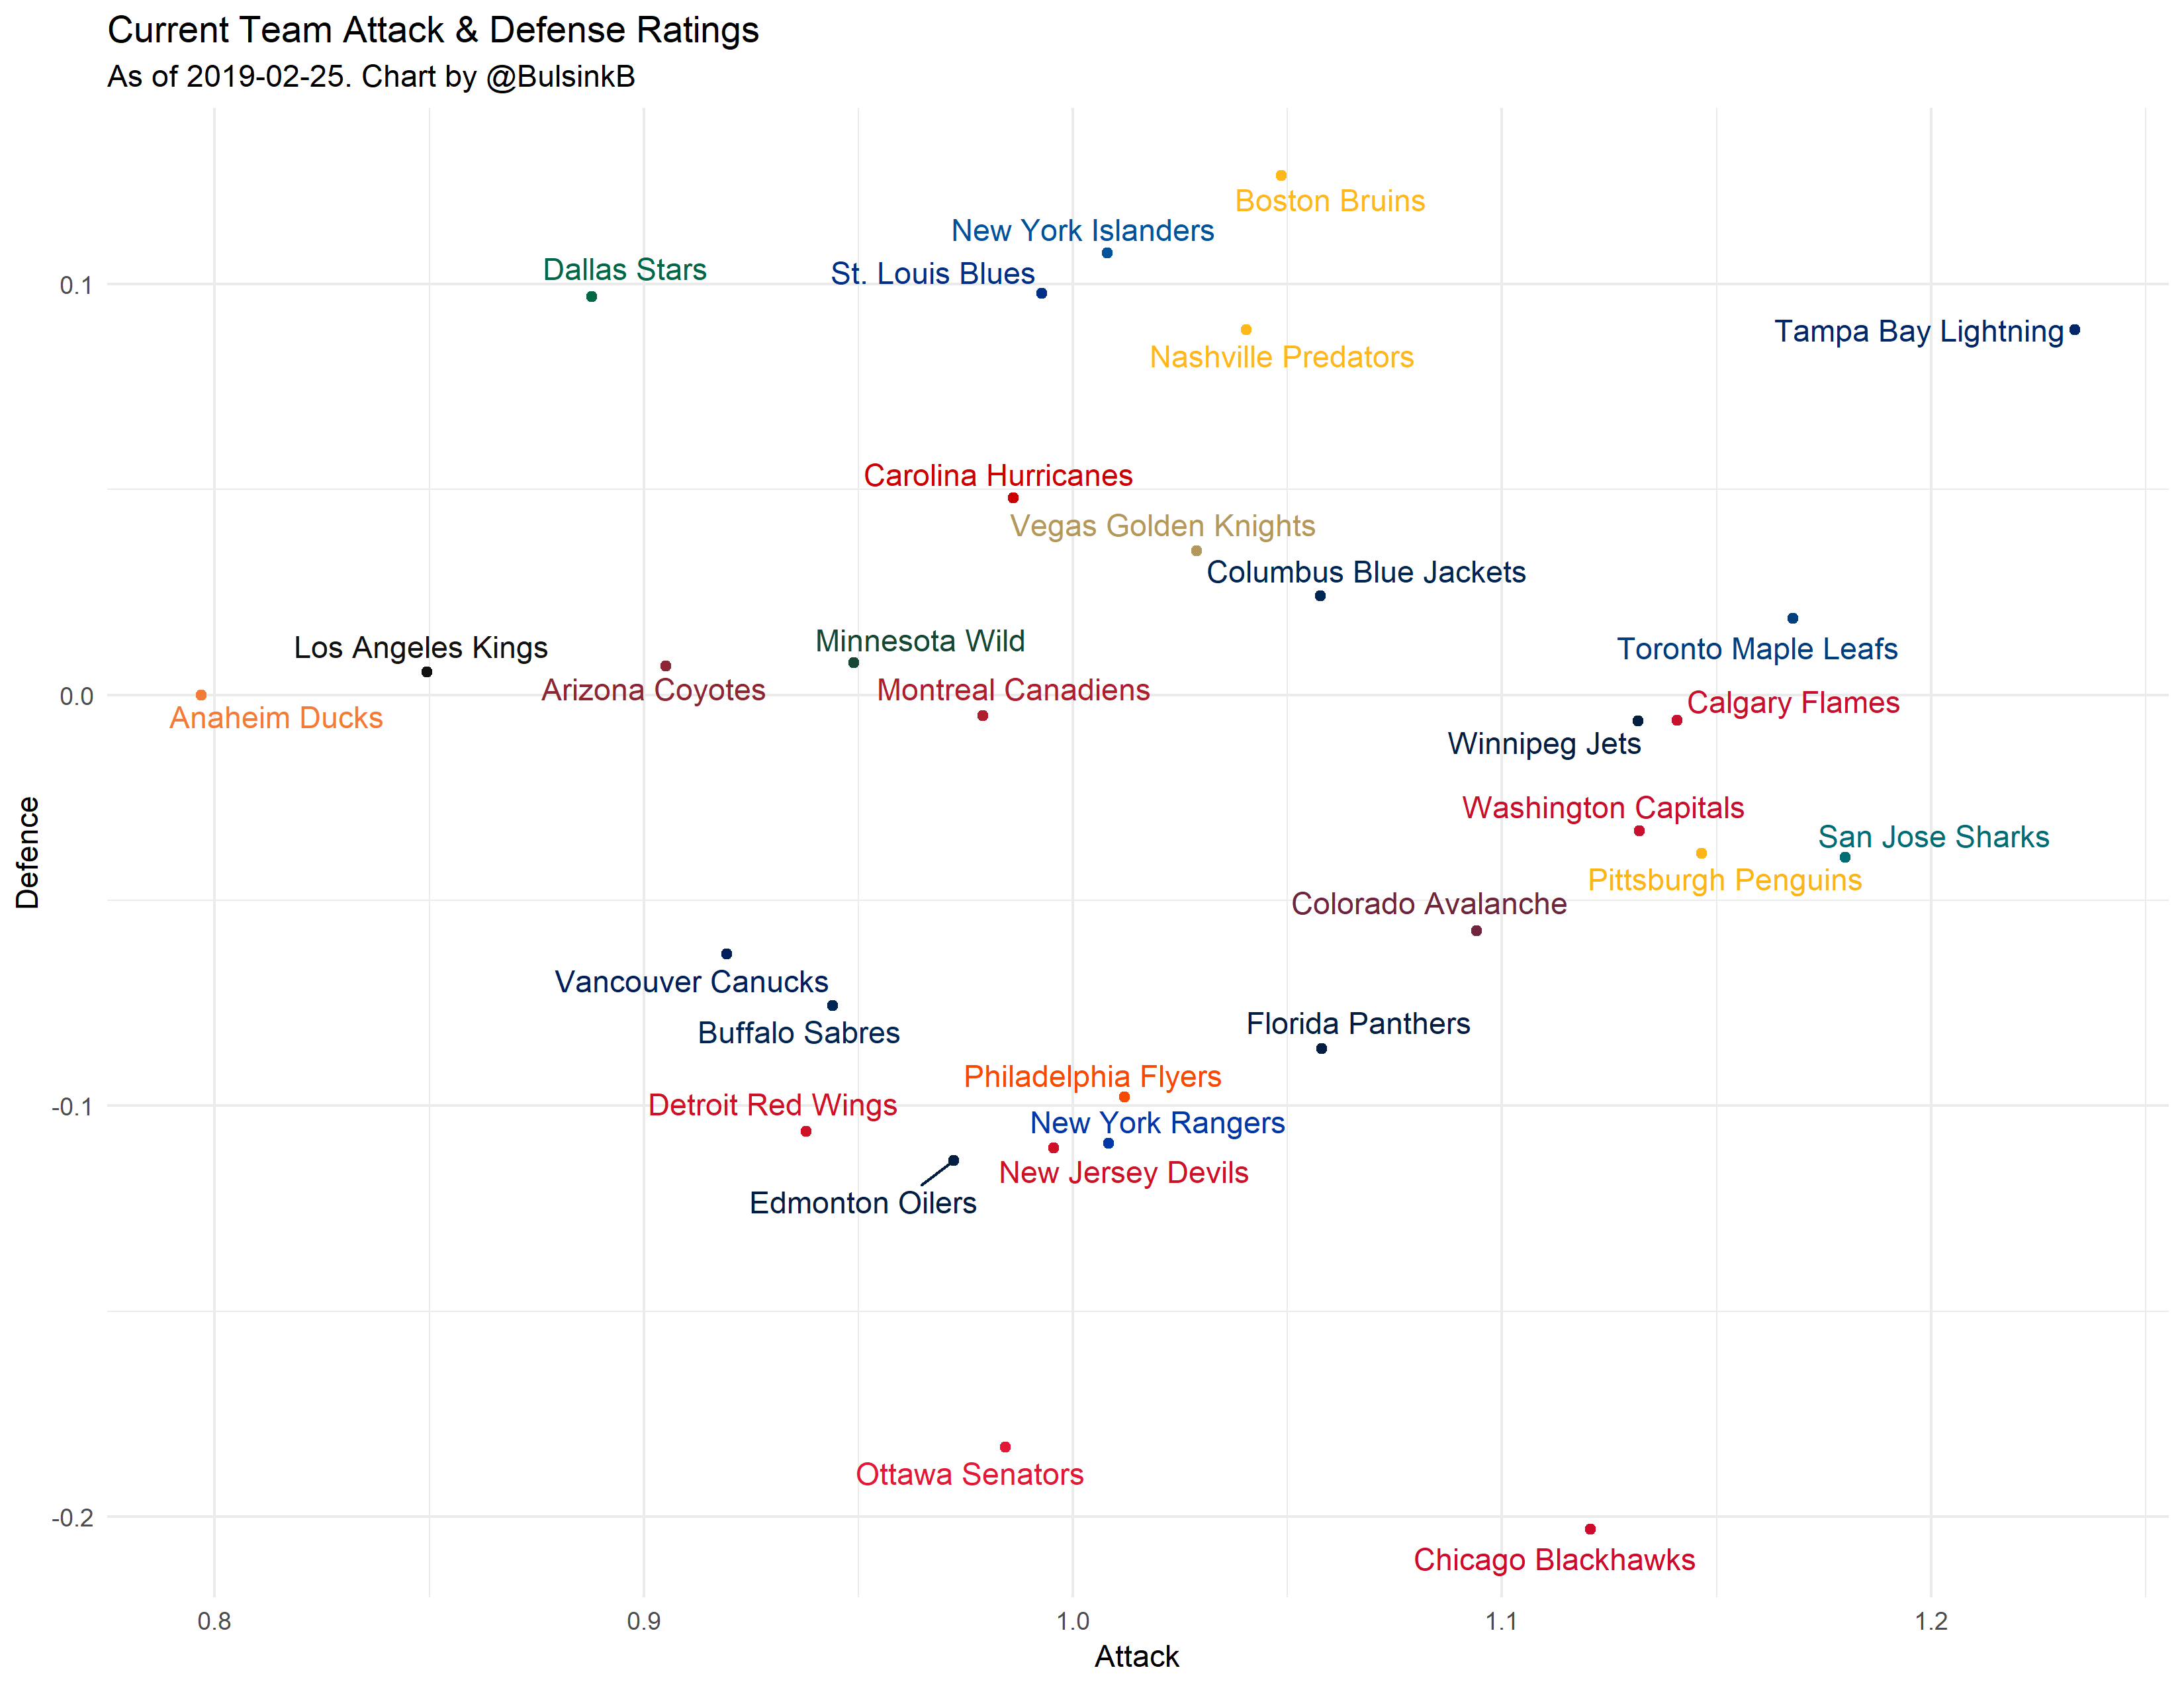 Current Team Attack & Defense Ratings
As of 2019-02-25. Chart by @BulsinkB
Boston Bruins
New York Islanders
Dallas Stars
St. Louis Blues
0.1
Tampa Bay Lightning
Nashville Predators
Carolina Hurricanes
Vegas Golden Knights
Columbus Blue Jackets
Minnesota Wild
Los Angeles Kings
Toronto Maple Leafs
Arizona Coyotes
Montreal Canadiens
0.0
Calgary Flames
Anaheim Ducks
Winnipeg Jets
Washington Capitals
San Jose Sharks
Defence
Pittsburgh Penguins
Colorado Avalanche
Vancouver Canucks
Florida Panthers
Buffalo Sabres
Philadelphia Flyers
Detroit Red Wings
-0.1
New York Rangers
New Jersey Devils
Edmonton Oilers
Ottawa Senators
-0.2
Chicago Blackhawks
0.8
0.9
1.0
1.1
1.2
Attack